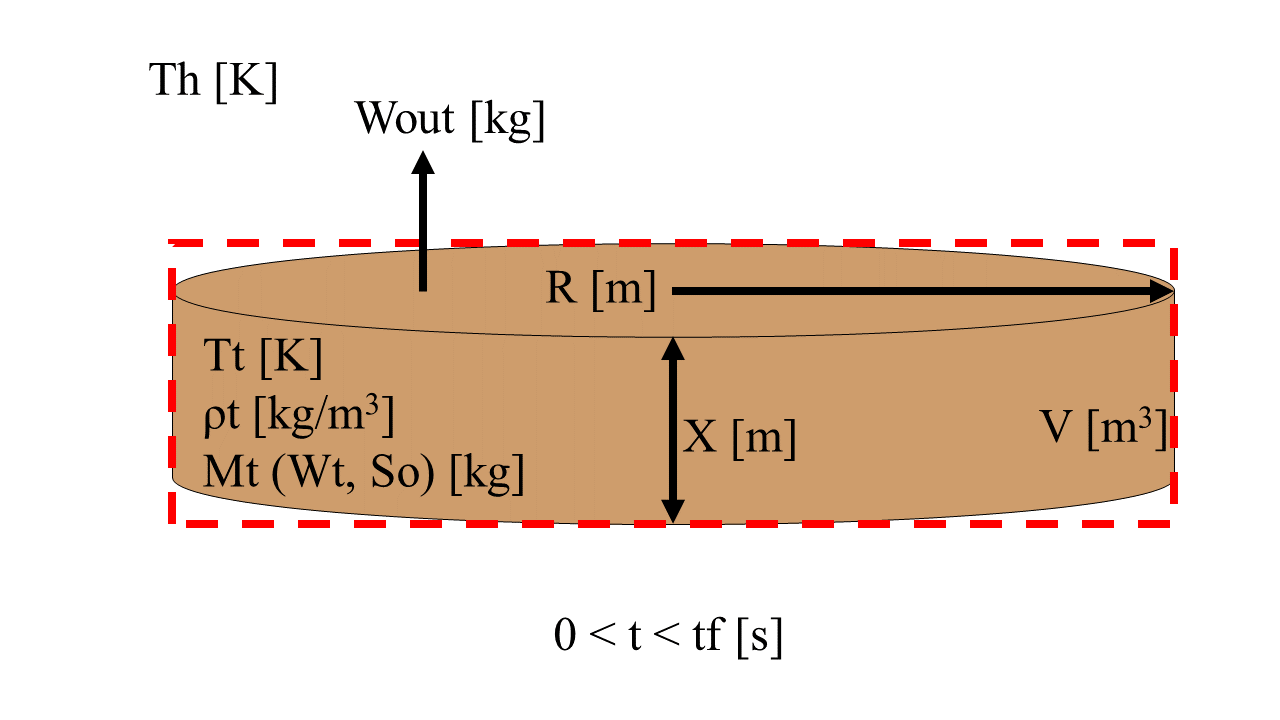 Th [K]
Wout [kg]
R [m]
Tt [K]
ρt [kg/m³]
Mt (Wt, So) [kg]
X [m]
V [m³]
0 < t < tf [s]